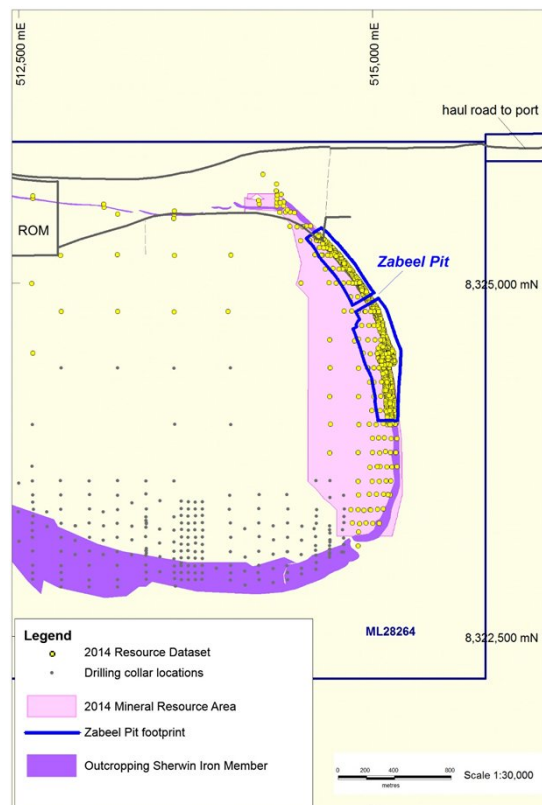 512,500 mE
515,000 mE
haul road to port
ROM
Zabeel Pit
8,325,000 mN
ML28264
8,322,500 mN
Legend
2014 Resource Dataset
Drilling collar locations
2014 Mineral Resource Area
Zabeel Pit footprint
Outcropping Sherwin Iron Member
0 200 400 600 800
metres
Scale 1:30,000